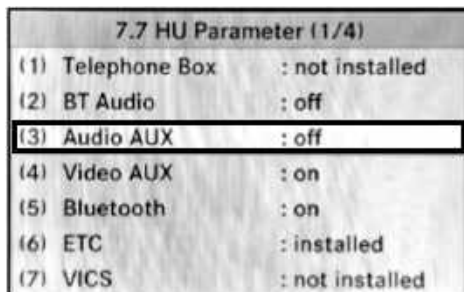 7.7 HU Parameter (1/4)
(1) Telephone Box : not installed
(2) BT Audio : off
(3) Audio AUX : off
(4) Video AUX : on
(5) Bluetooth : on
(6) ETC : installed
(7) VICS : not installed